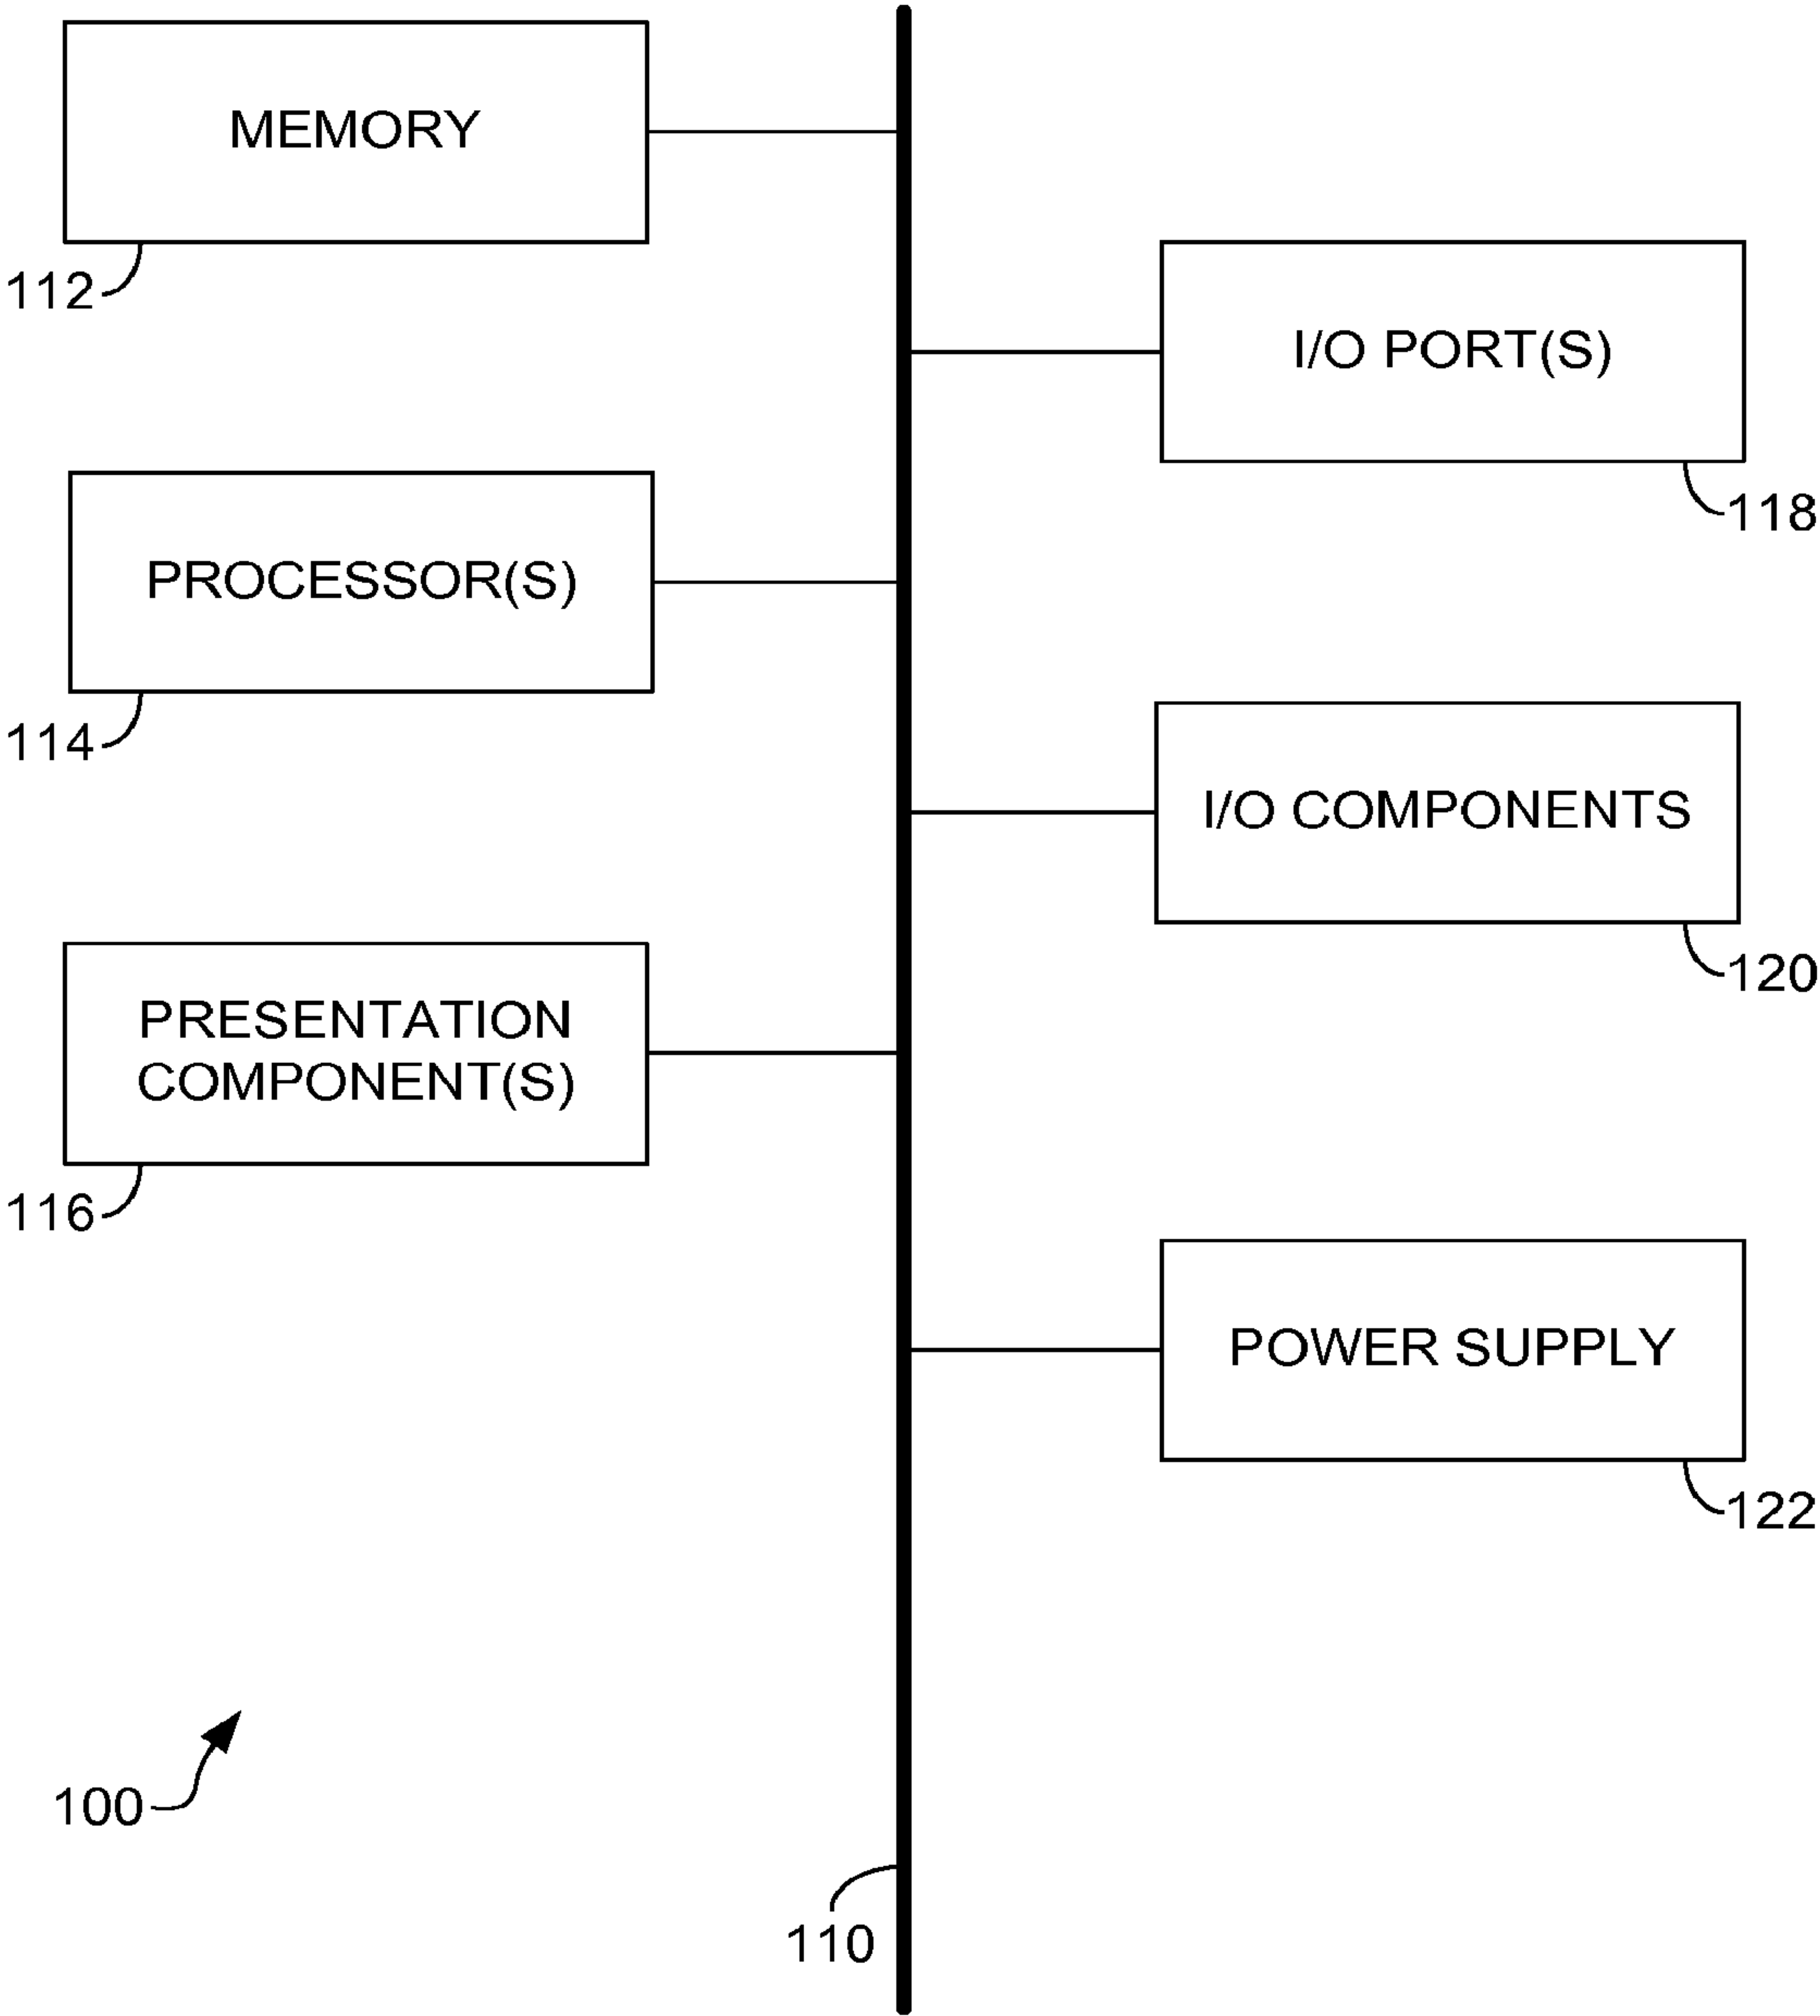 MEMORY
112
I/O PORT(S)
118
PROCESSOR(S)
114
I/O COMPONENTS
120
PRESENTATION
COMPONENT(S)
116
POWER SUPPLY
122
100
110